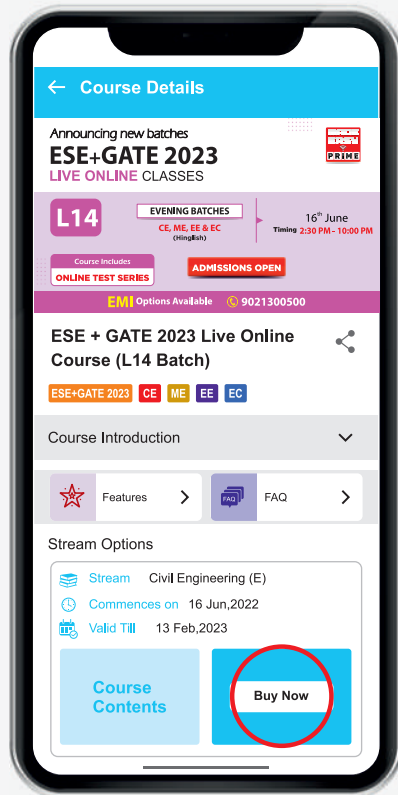 ← Course Details
Announcing new batches
ESE+GATE 2023
PRIME
LIVE ONLINE CLASSES
L14
EVENING BATCHES
CE, ME, EE & EC
(Hinglish)
16th June
Timing 2:30 PM - 10:00 PM
Course Includes
ONLINE TEST SERIES
ADMISSIONS OPEN
EMI Options Available 9021300500
ESE + GATE 2023 Live Online
Course (L14 Batch)
ESE+GATE 2023 CE ME EE EC
Course Introduction
Features
FAQ FAQ
Stream Options
Stream Civil Engineering (E)
Commences on 16 Jun,2022
Valid Till 13 Feb,2023
Course
Contents
Buy Now